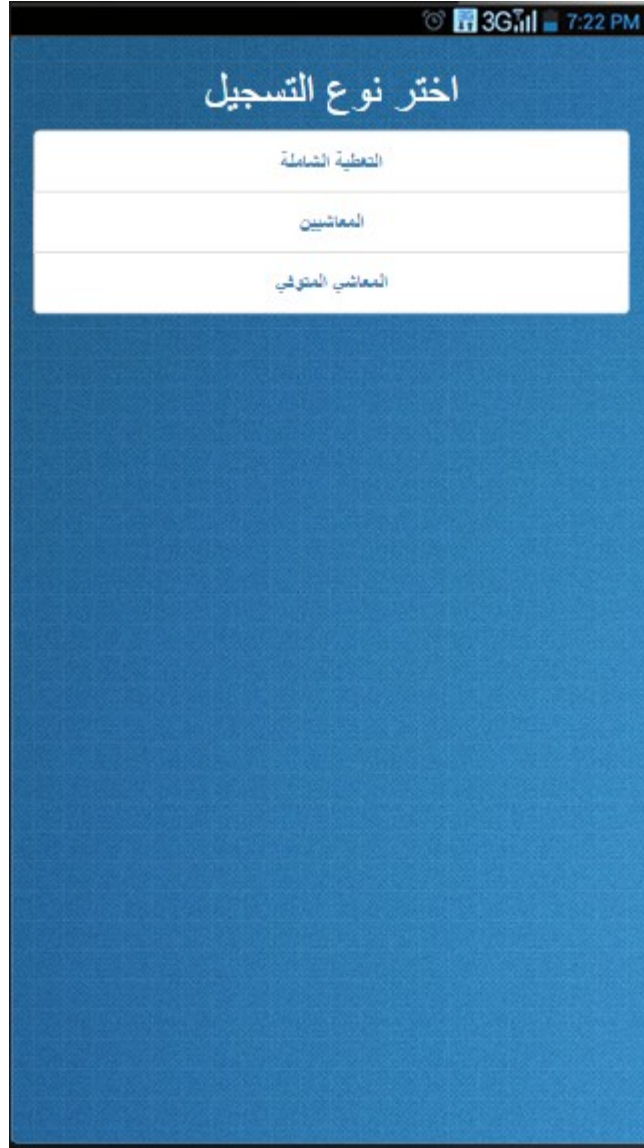 3G 7:22 PM
اختر نوع التسجيل
التغطية الشاملة
المعاشيين
المعاشي المتوفي